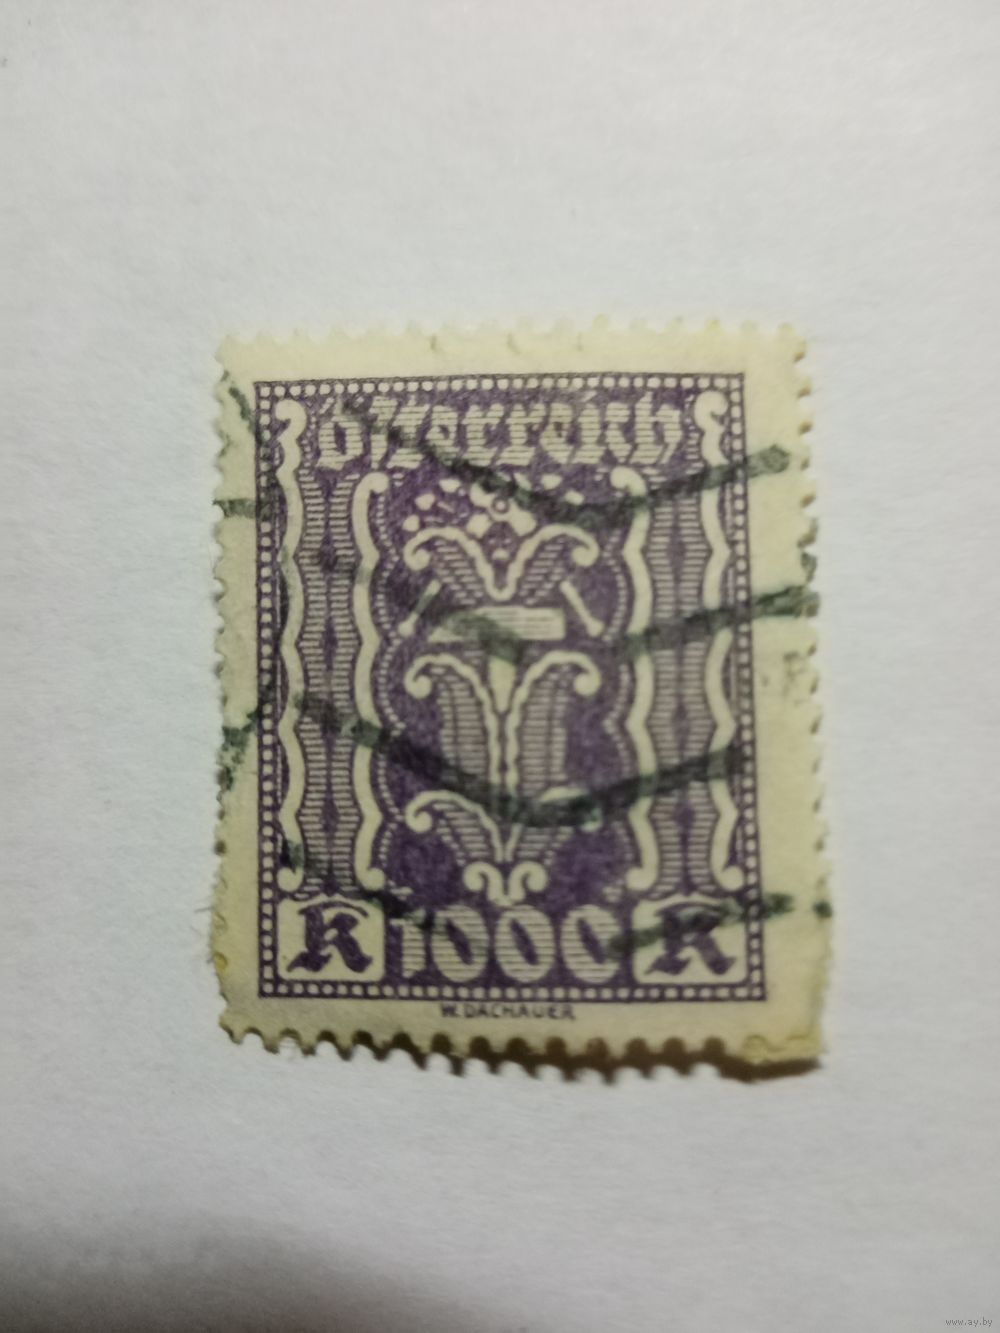 Österreich
K 1000 K
W. DACHAUER
www.ay.by